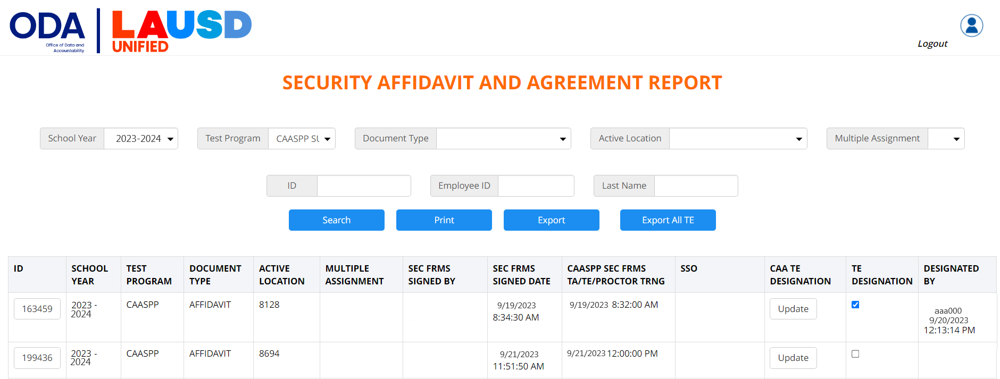 ODA
Office of Data and
Accountability
LAUSD
UNIFIED
Logout
SECURITY AFFIDAVIT AND AGREEMENT REPORT
School Year 2023-2024 Test Program CAASPP SU Document Type Active Location Multiple Assignment
ID Employee ID Last Name
Search Print Export Export All TE
ID SCHOOL TEST DOCUMENT ACTIVE MULTIPLE SEC FRMS SEC FRMS CAASPP SEC FRMS SSO CAA TE TE DESIGNATED
YEAR PROGRAM TYPE LOCATION ASSIGNMENT SIGNED BY SIGNED DATE TA/TE/PROCTOR TRNG DESIGNATION DESIGNATION BY
163459 2023 - CAASPP AFFIDAVIT 8128 9/19/2023 9/19/2023 8:32:00 AM Update aaa000
2024 8:34:30 AM 9/20/2023
12:13:14 PM
199436 2023 - CAASPP AFFIDAVIT 8694 9/21/2023 9/21/2023 12:00:00 PM Update
2024 11:51:50 AM